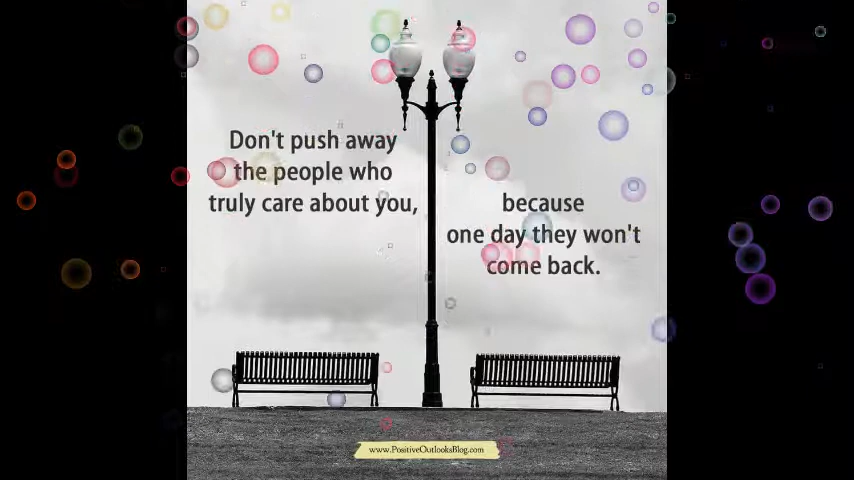 Don't push away
the people who
truly care about you,
because
one day they won't
come back.
www.PositiveOutlooksBlog.com